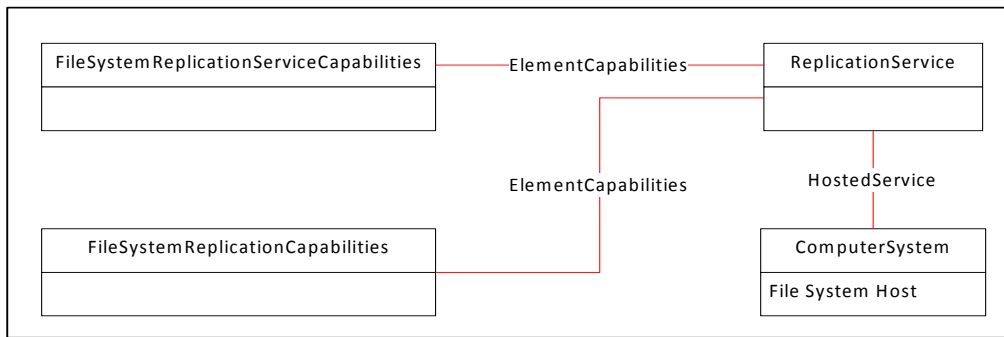 FileSystemReplicationServiceCapabilities
ElementCapabilities
ReplicationService
ElementCapabilities
HostedService
FileSystemReplicationCapabilities
ComputerSystem
File System Host